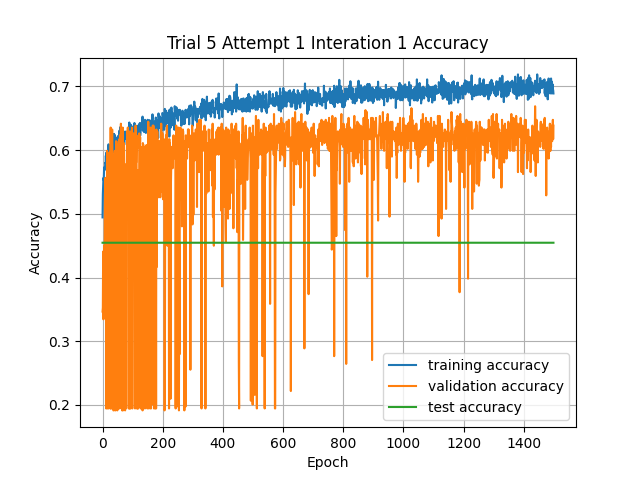 Trial 5 Attempt 1 Interation 1 Accuracy
0.7
0.6
0.5
0.4
0.3
0.2
Accuracy
training accuracy
validation accuracy
test accuracy
0 200 400 600 800 1000 1200 1400
Epoch